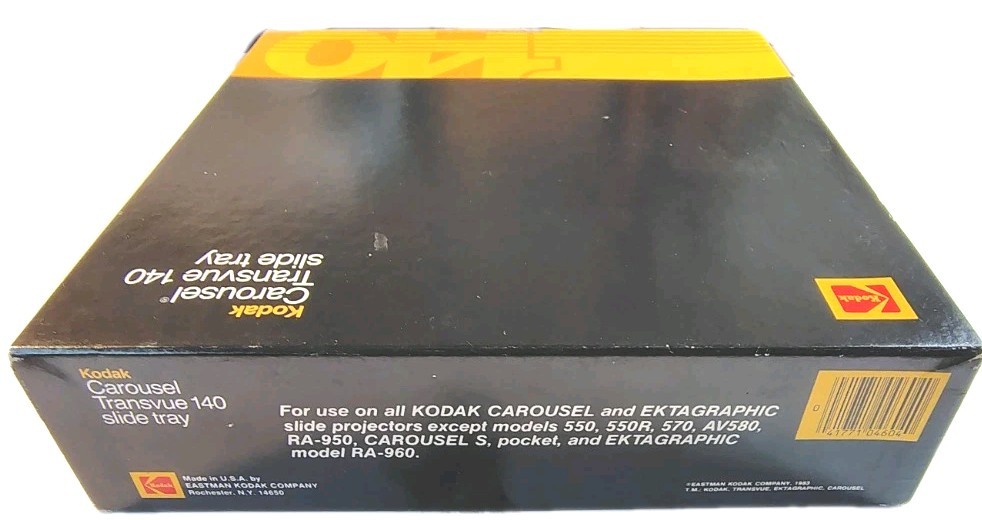 140
Kodak
Carousel®
Transvue 140
slide tray
Kodak
Kodak
Carousel
Transvue 140
slide tray
For use on all KODAK CAROUSEL and EKTAGRAPHIC
slide projectors except models 550, 550R, 570, AV580,
RA-950, CAROUSEL S, pocket, and EKTAGRAPHIC
model RA-960.
0
41771 04604
Kodak
Made in U.S.A. by
EASTMAN KODAK COMPANY
Rochester, N.Y. 14650
©EASTMAN KODAK COMPANY, 1983
T.M.: KODAK, TRANSVUE, EKTAGRAPHIC, CAROUSEL